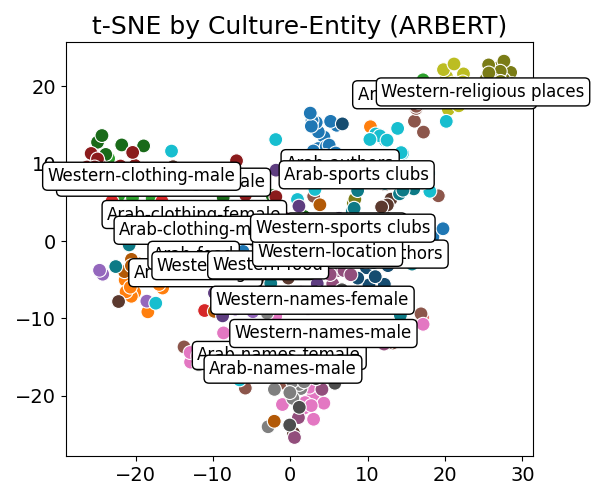 t-SNE by Culture-Entity (ARBERT)
20
10
0
−10
−20
Western-religious places
Arab-authors
Arab-sports clubs
Western-clothing-male
Arab-clothing-female
Western-sports clubs
Western-location
Western-names-female
Western-names-male
Arab-names-female
Arab-names-male
−20
−10
0
10
20
30